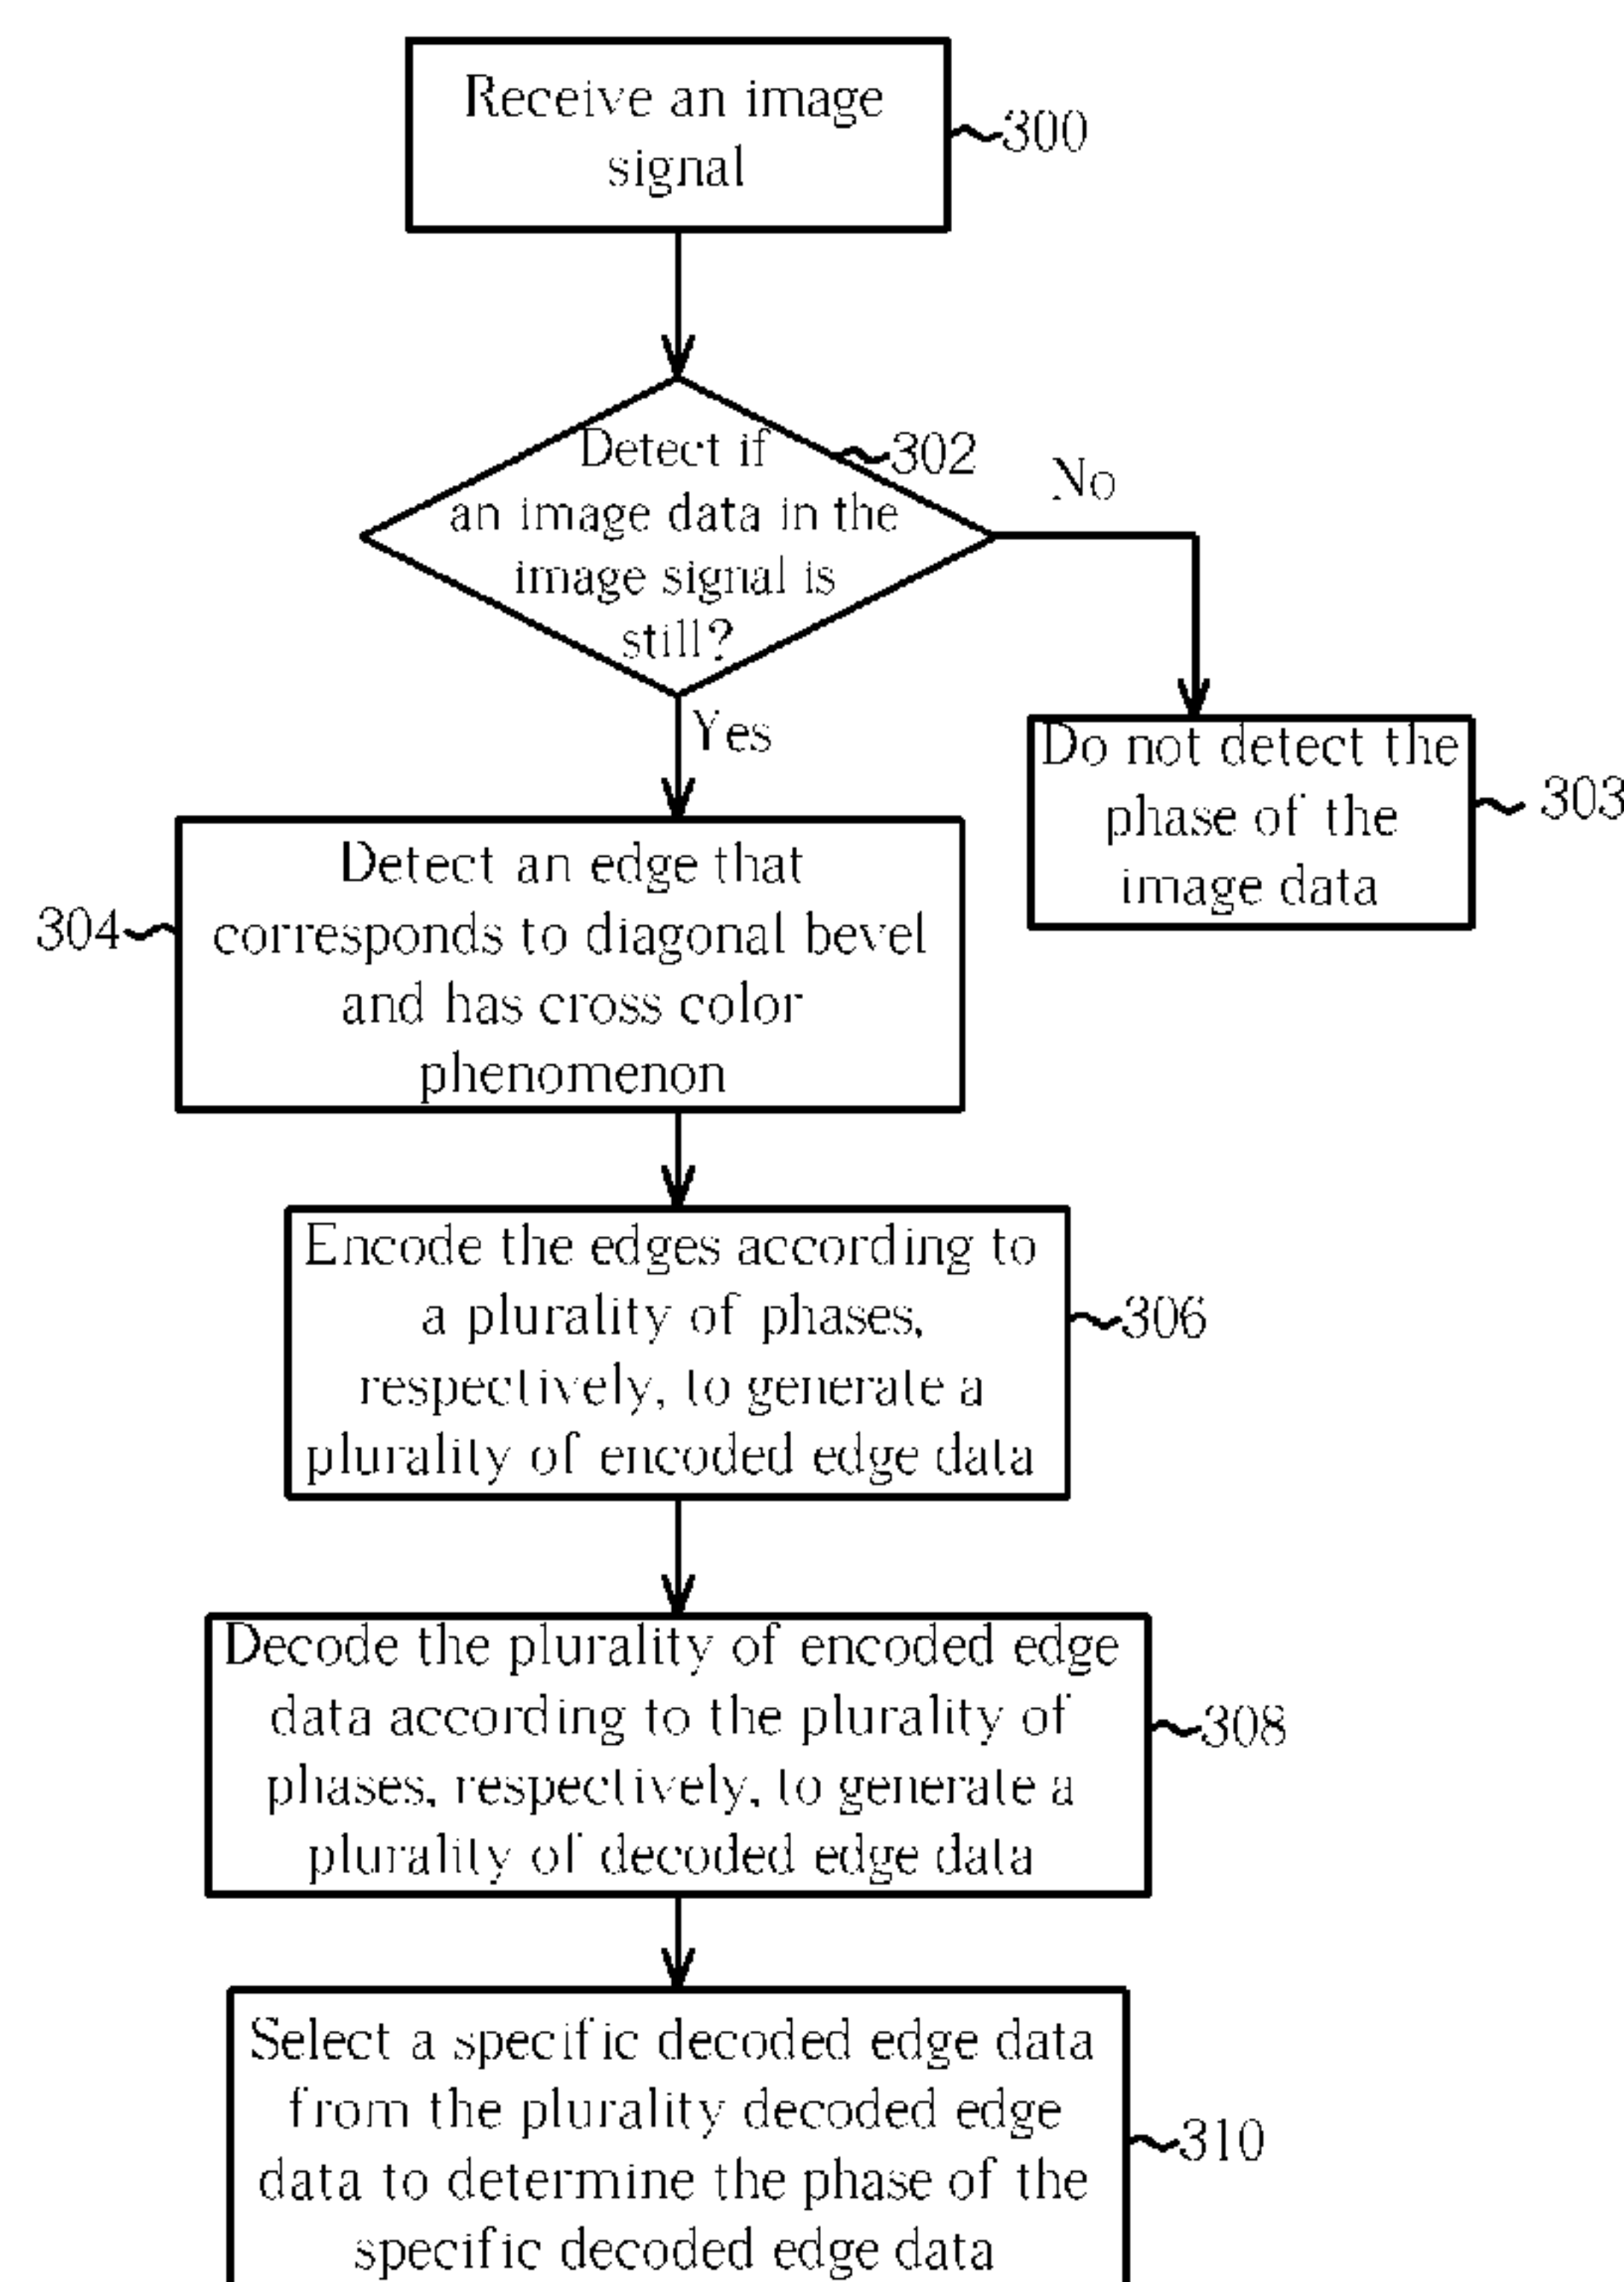 Receive an image
signal
300
Detect if
an image data in the
image signal is
still?
302
No
Yes
Do not detect the
phase of the
image data
303
Detect an edge that
corresponds to diagonal bevel
and has cross color
phenomenon
304
Encode the edges according to
a plurality of phases,
respectively, to generate a
plurality of encoded edge data
306
Decode the plurality of encoded edge
data according to the plurality of
phases, respectively, to generate a
plurality of decoded edge data
308
Select a specific decoded edge data
from the plurality decoded edge
data to determine the phase of the
specific decoded edge data
310